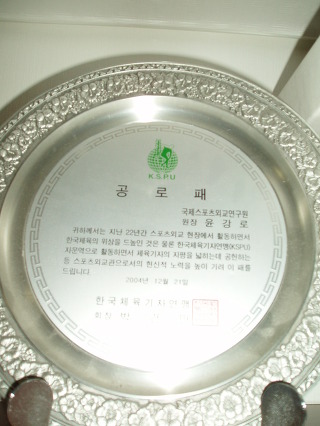 K.S.P.U
공 로 패
국제스포츠외교연구원
원장 윤 강 로
귀하께서는 지난 22년간 스포츠외교 현장에서 활동하면서
한국체육의 위상을 드높인 것은 물론 한국체육기자연맹(KSPU)
자문역으로 활동하면서 체육기자의 지평을 넓히는데 공헌하는
등 스포츠외교관으로서의 헌신적 노력을 높이 기려 이 패를
드립니다
2004년 12월 21일
한국체육기자연맹
회장 박